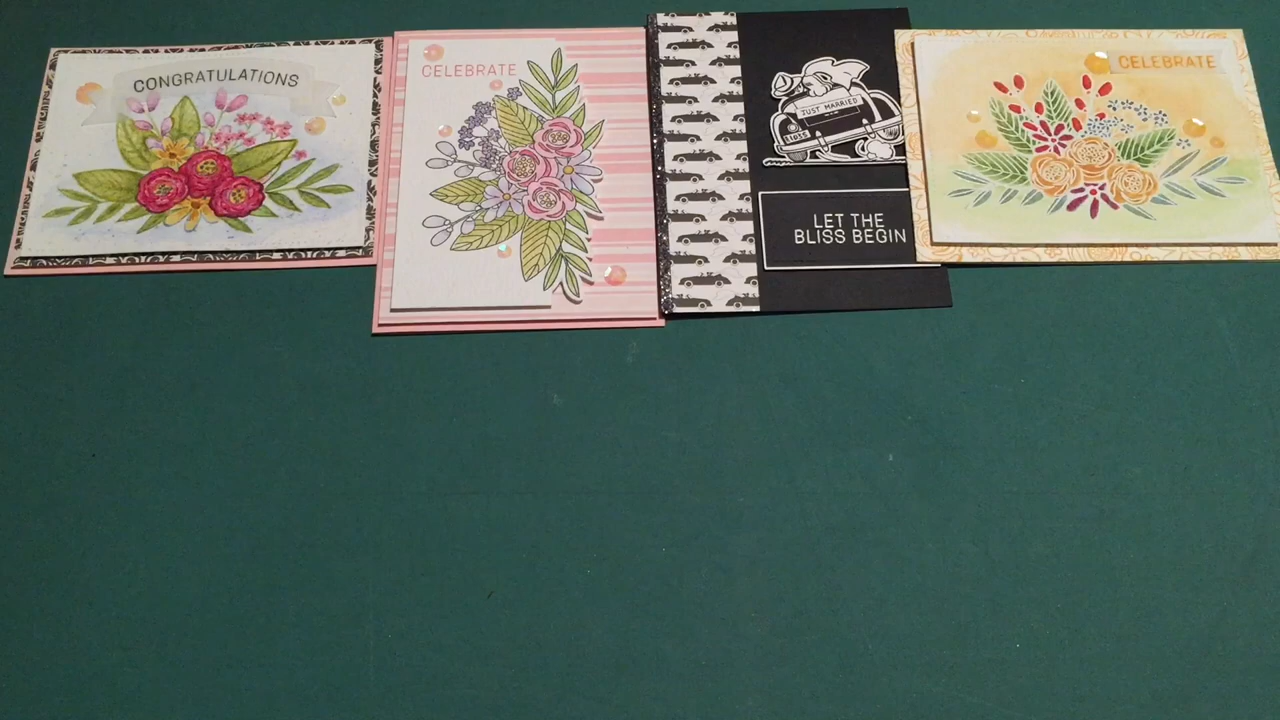 CONGRATULATIONS
CELEBRATE
JUST MARRIED
LET THE
BLISS BEGIN
CELEBRATE